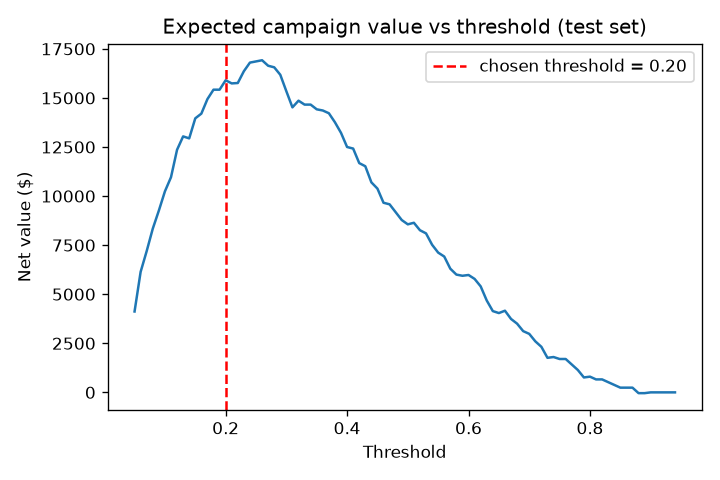 Expected campaign value vs threshold (test set)
chosen threshold = 0.20
Net value ($)
17500
15000
12500
10000
7500
5000
2500
0
0.2 0.4 0.6 0.8
Threshold